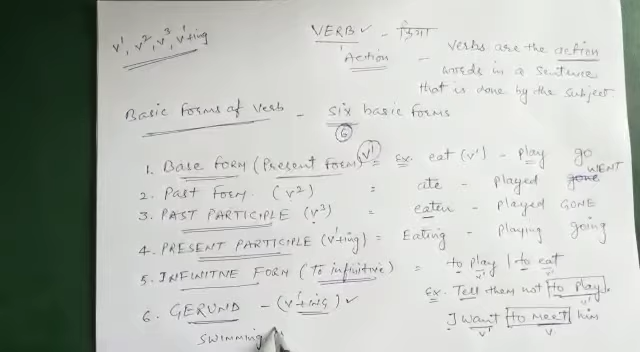 V¹, V², V³, V¹+ing
VERB ✓ - क्रिया
Action - Verbs are the action
words in a sentence
that is done by the subject.
Basic forms of Verb - six basic forms
(6)
1. BASE FORM (Present form) V¹ = Ex. eat (V¹) - play go
2. Past Form. (V²) = ate - played WENT
3. PAST PARTICIPLE (V³) = eaten - played GONE
4. PRESENT PARTICIPLE (V¹+ing) = Eating - playing going
5. INFINITIVE FORM (To infinitive) = to play | to eat
V¹ V¹
Ex. Tell them not to play.
6. GERUND - (V¹+ing) ✓ I want to meet him
V¹ V
swimming